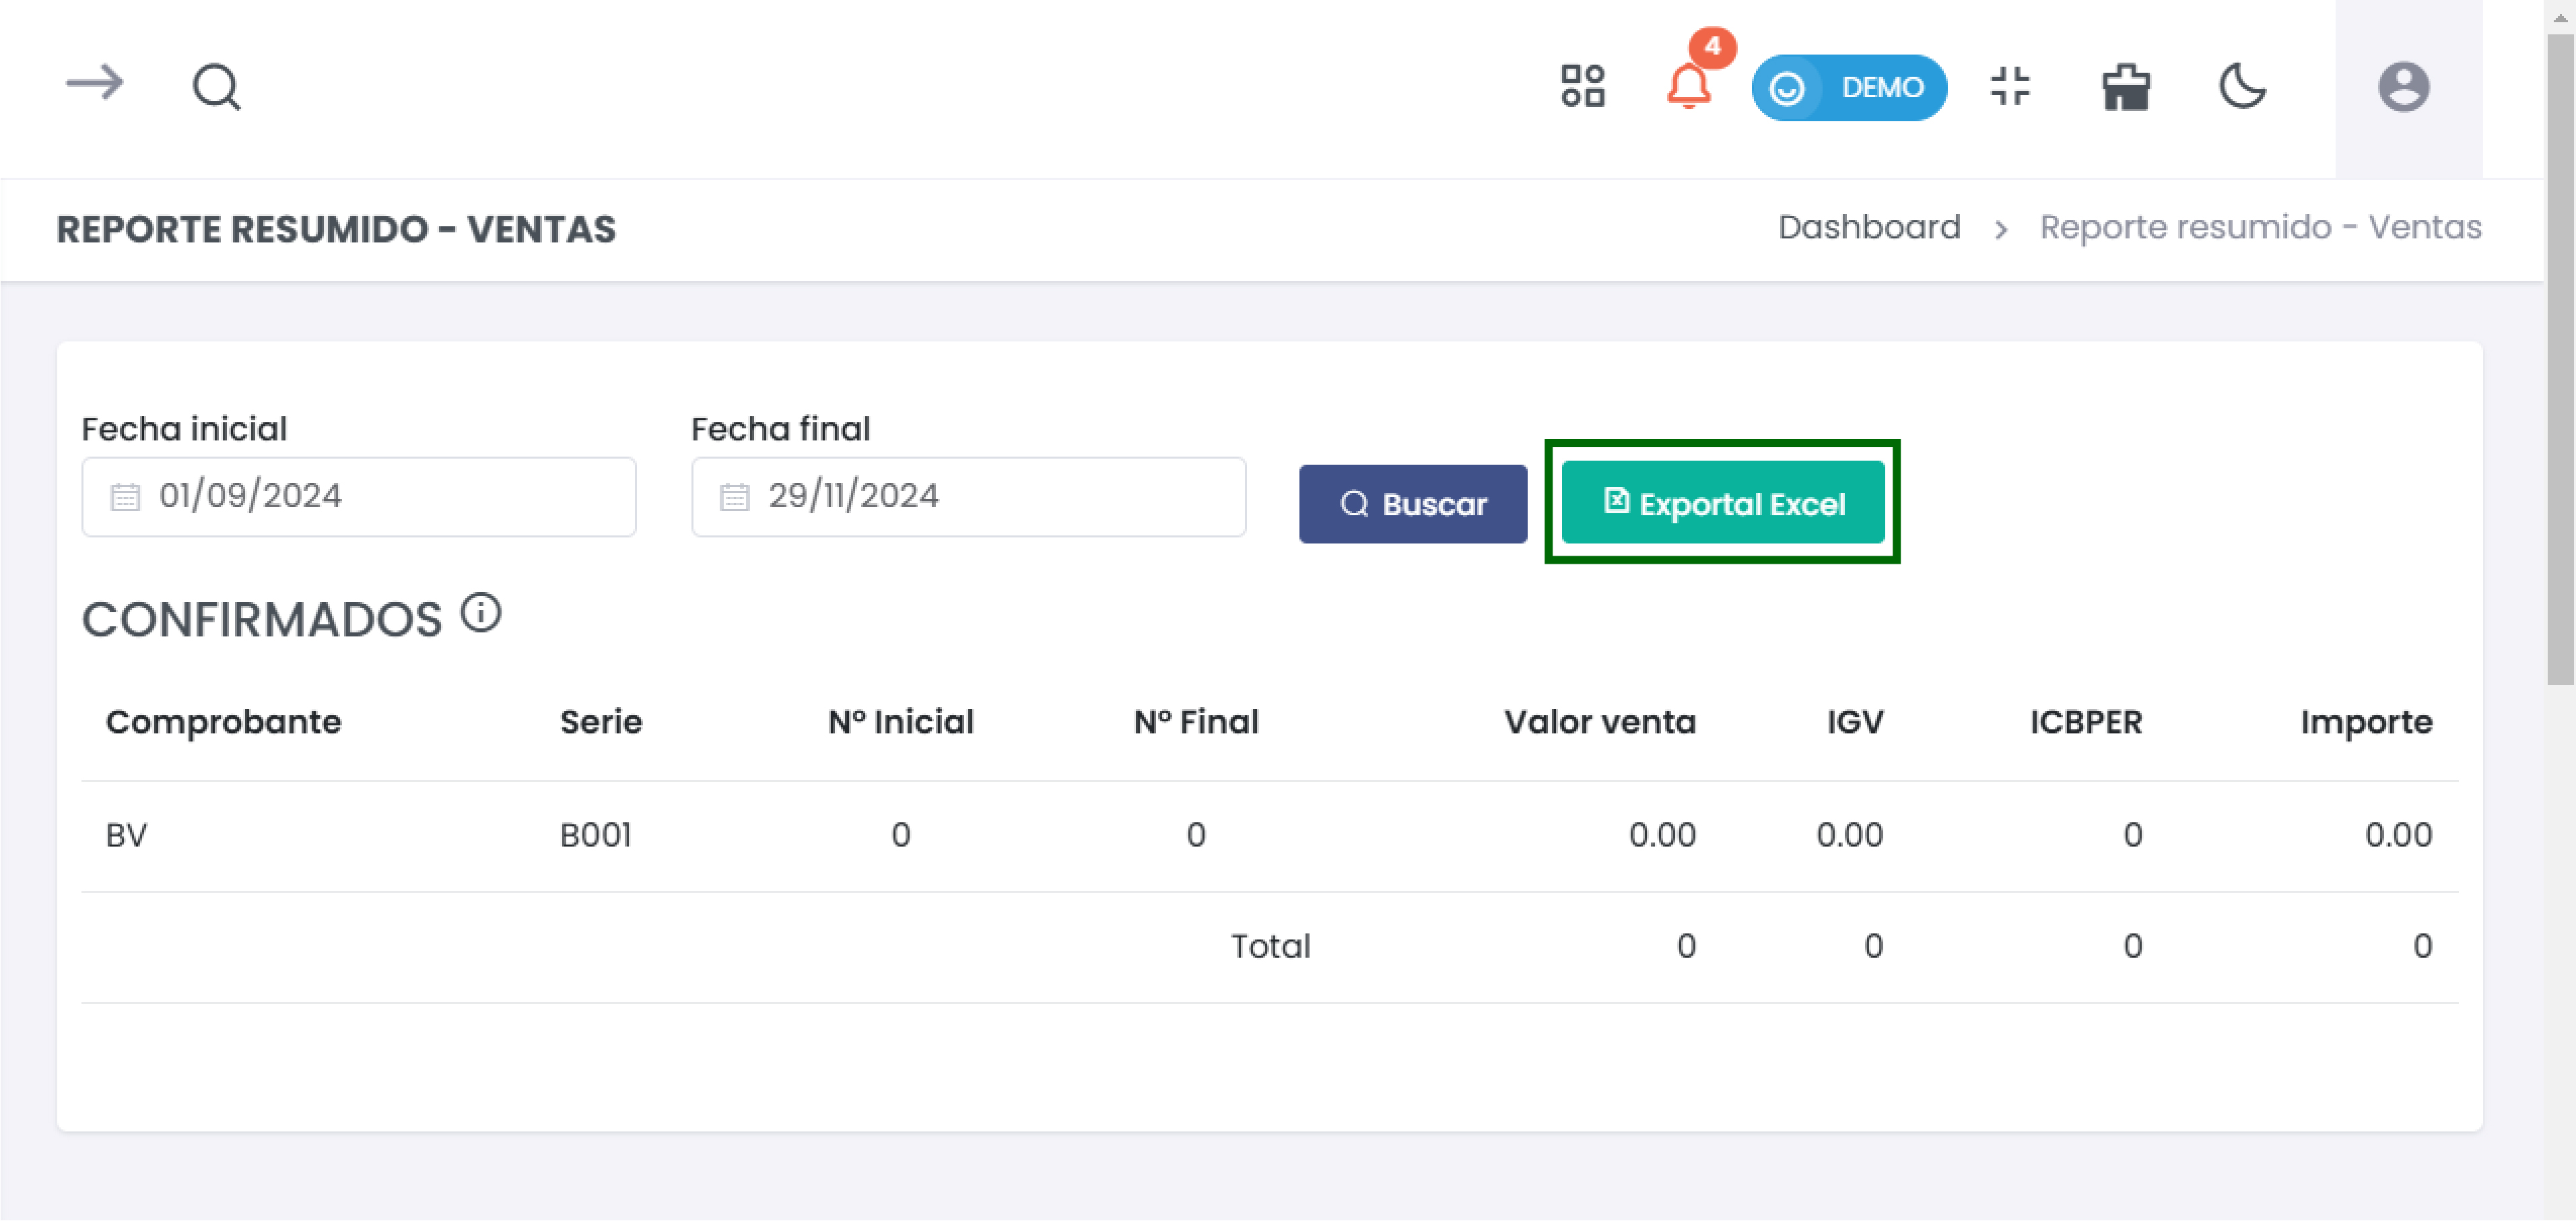 4
DEMO
REPORTE RESUMIDO - VENTAS
Dashboard > Reporte resumido - Ventas
Fecha inicial
Fecha final
01/09/2024
29/11/2024
Buscar
Exportal Excel
CONFIRMADOS
Comprobante Serie N° Inicial N° Final Valor venta IGV ICBPER Importe
BV B001 0 0 0.00 0.00 0 0.00
Total 0 0 0 0